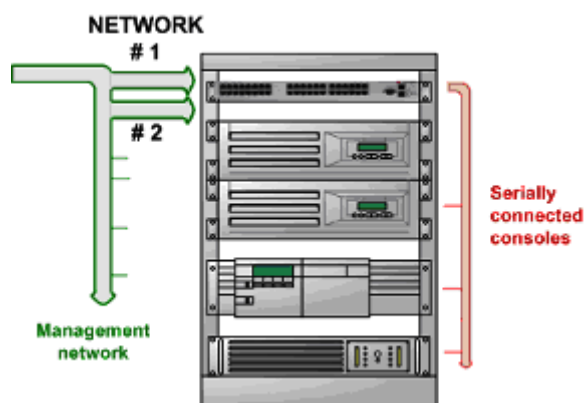 NETWORK
# 1
# 2
Serially
connected
consoles
Management
network